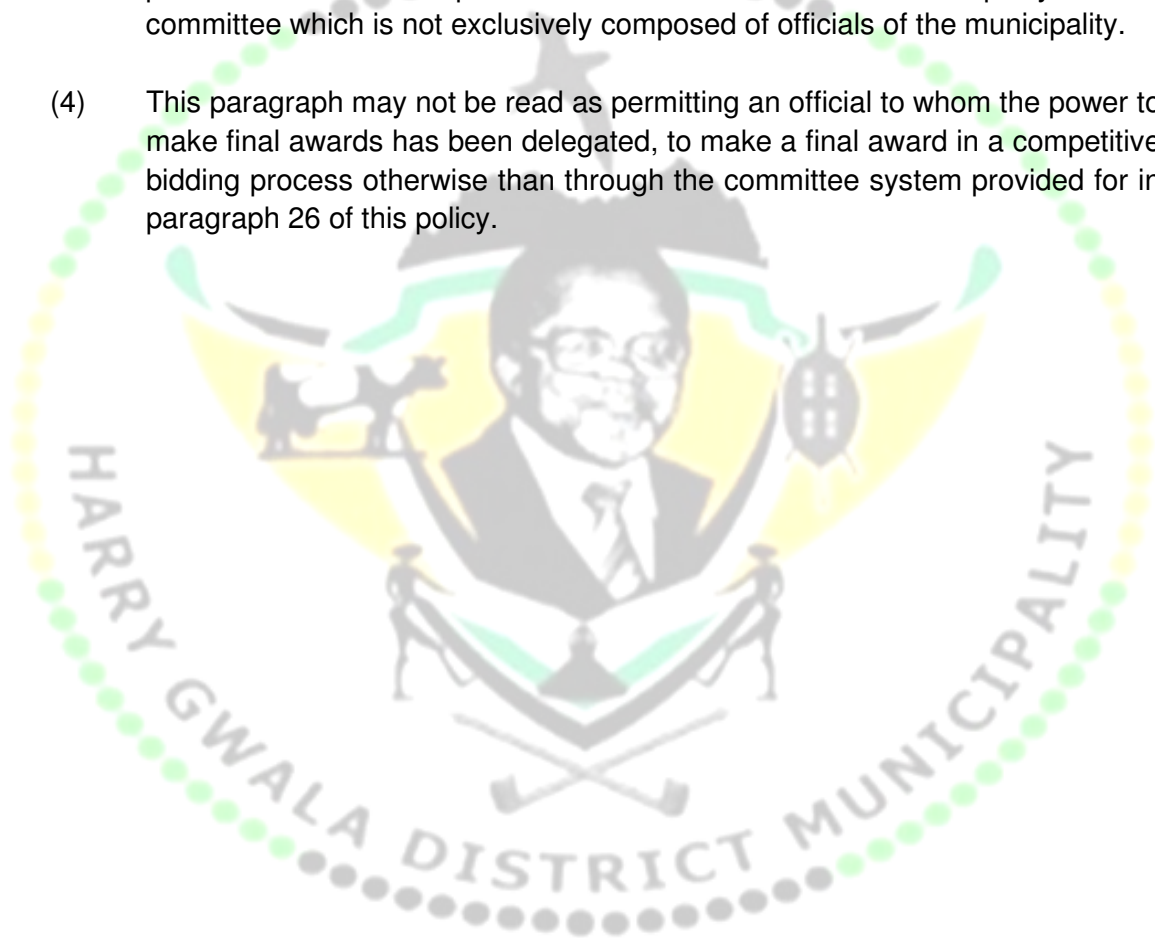 committee which is not exclusively composed of officials of the municipality.
(4) This paragraph may not be read as permitting an official to whom the power to
make final awards has been delegated, to make a final award in a competitive
bidding process otherwise than through the committee system provided for in
paragraph 26 of this policy.
HARRY GWALA DISTRICT MUNICIPALITY